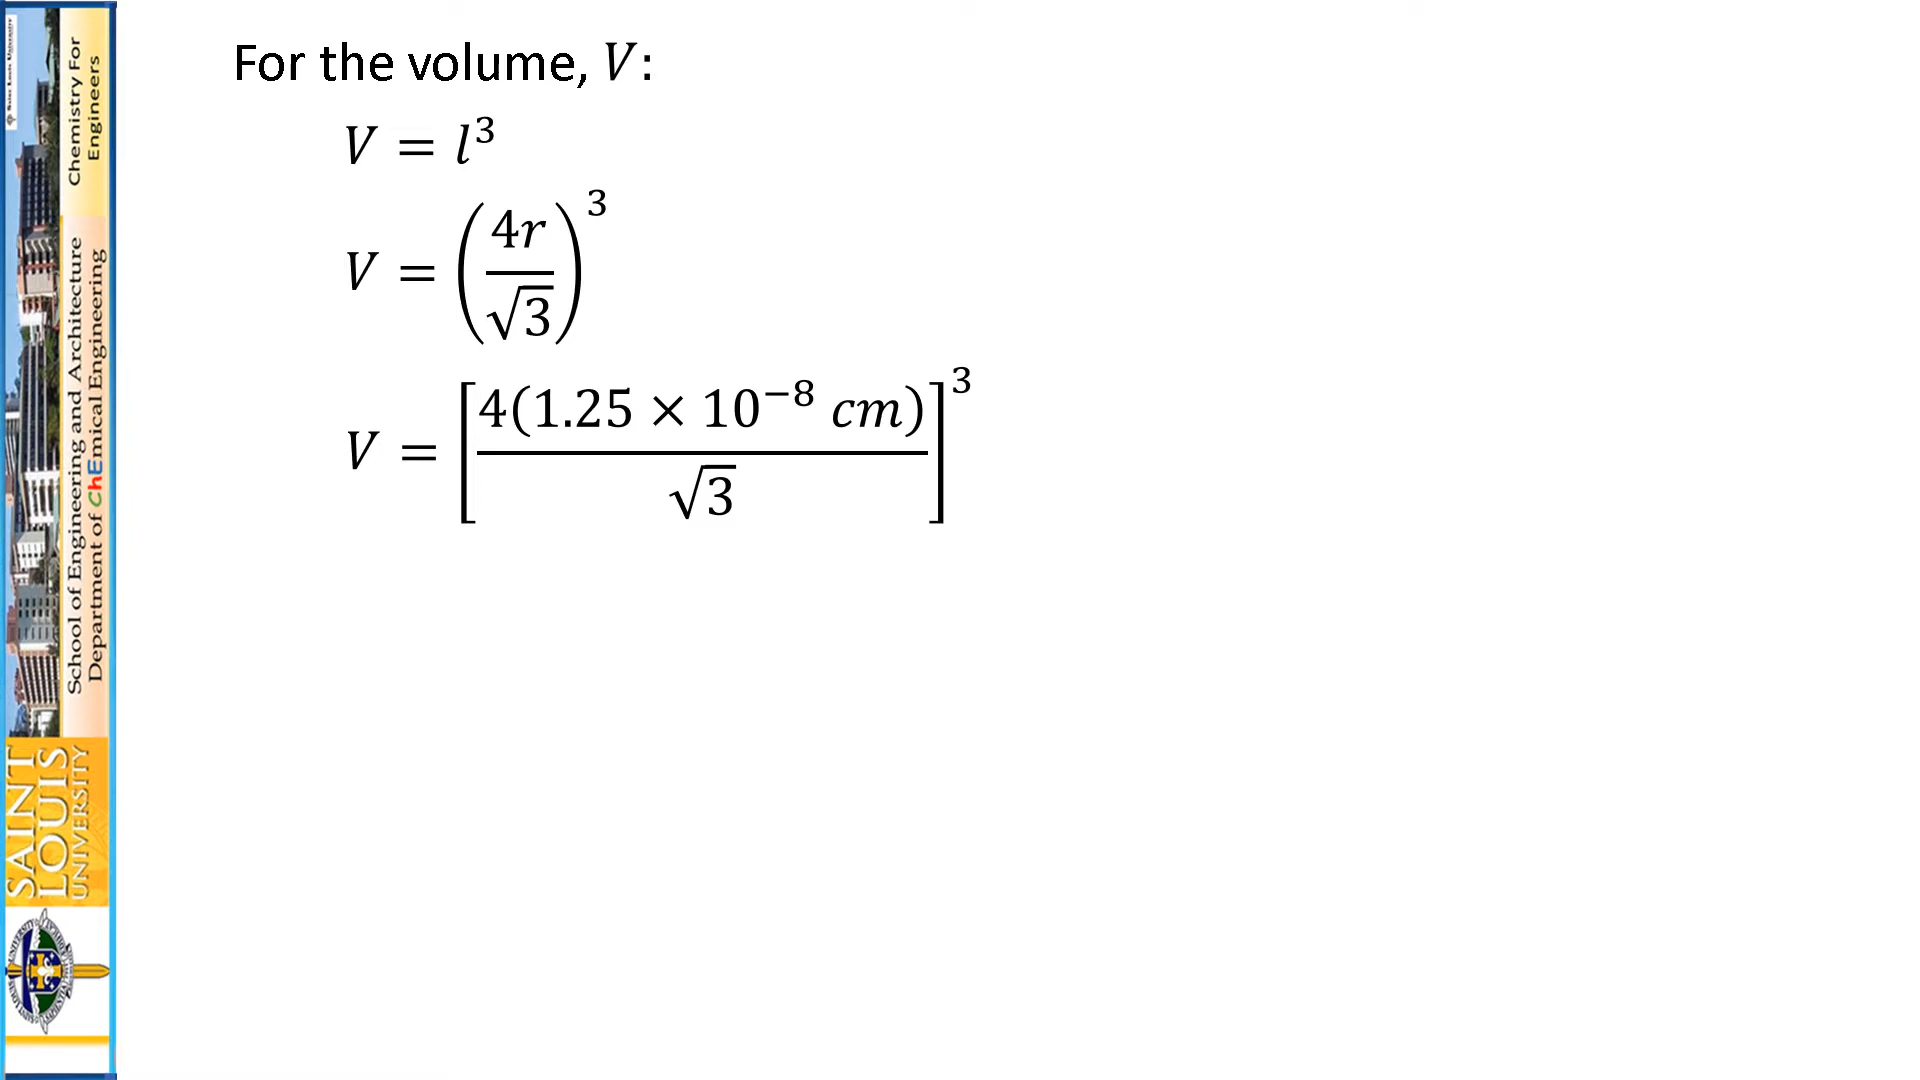 For the volume, V:
V = l³
V = (4r/√3)³
V = [4(1.25 × 10⁻⁸ cm)/√3]³
Chemistry For
Engineers
School of Engineering and Architecture
Department of ChEmical Engineering
SAINT
LOUIS
UNIVERSITY